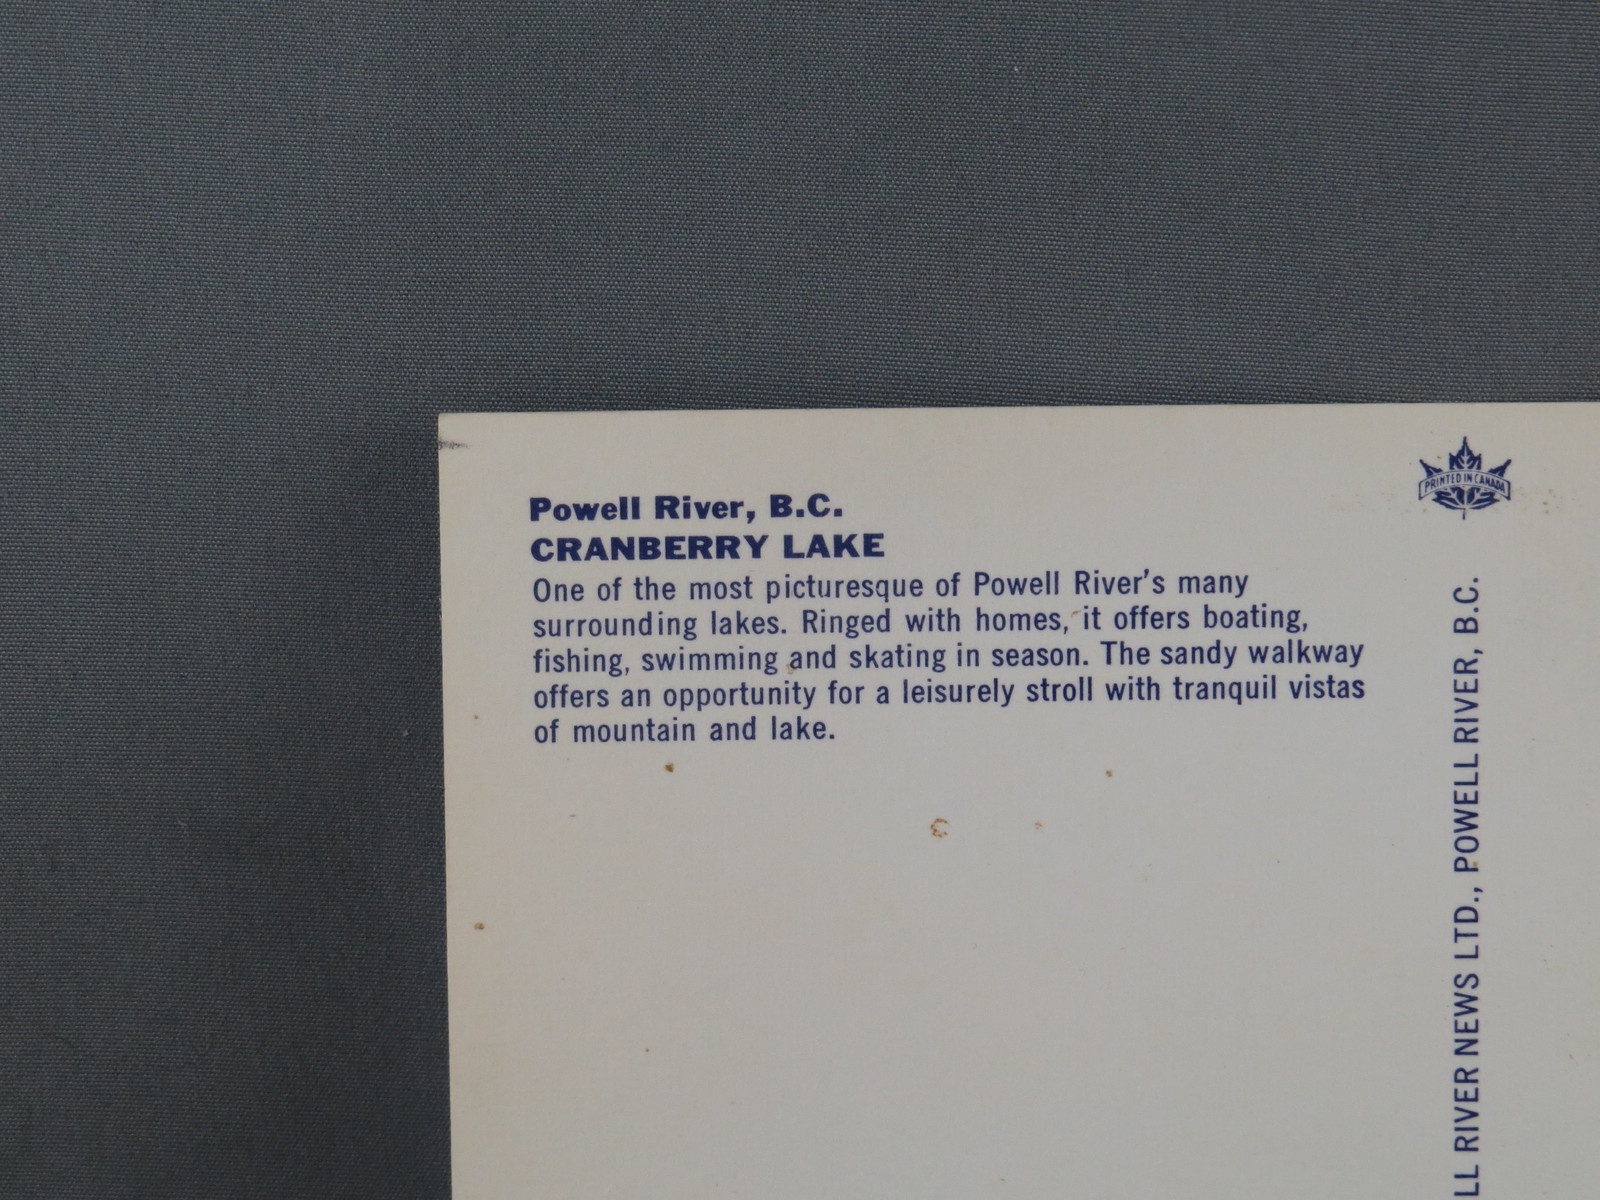 Powell River, B.C.
CRANBERRY LAKE
One of the most picturesque of Powell River's many
surrounding lakes. Ringed with homes, it offers boating,
fishing, swimming and skating in season. The sandy walkway
offers an opportunity for a leisurely stroll with tranquil vistas
of mountain and lake.
PRINTED IN CANADA
LL RIVER NEWS LTD., POWELL RIVER, B.C.